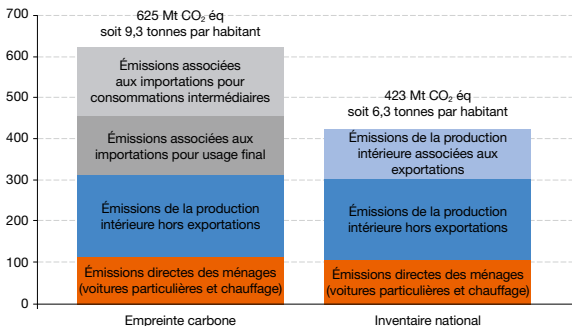 700
600
500
400
300
200
100
0
625 Mt CO₂ éq
soit 9,3 tonnes par habitant
Émissions associées
aux importations pour
consommations intermédiaires
Émissions associées aux
importations pour usage final
Émissions de la production
intérieure hors exportations
Émissions directes des ménages
(voitures particulières et chauffage)
Empreinte carbone
423 Mt CO₂ éq
soit 6,3 tonnes par habitant
Émissions de la production
intérieure associées aux
exportations
Émissions de la production
intérieure hors exportations
Émissions directes des ménages
(voitures particulières et chauffage)
Inventaire national